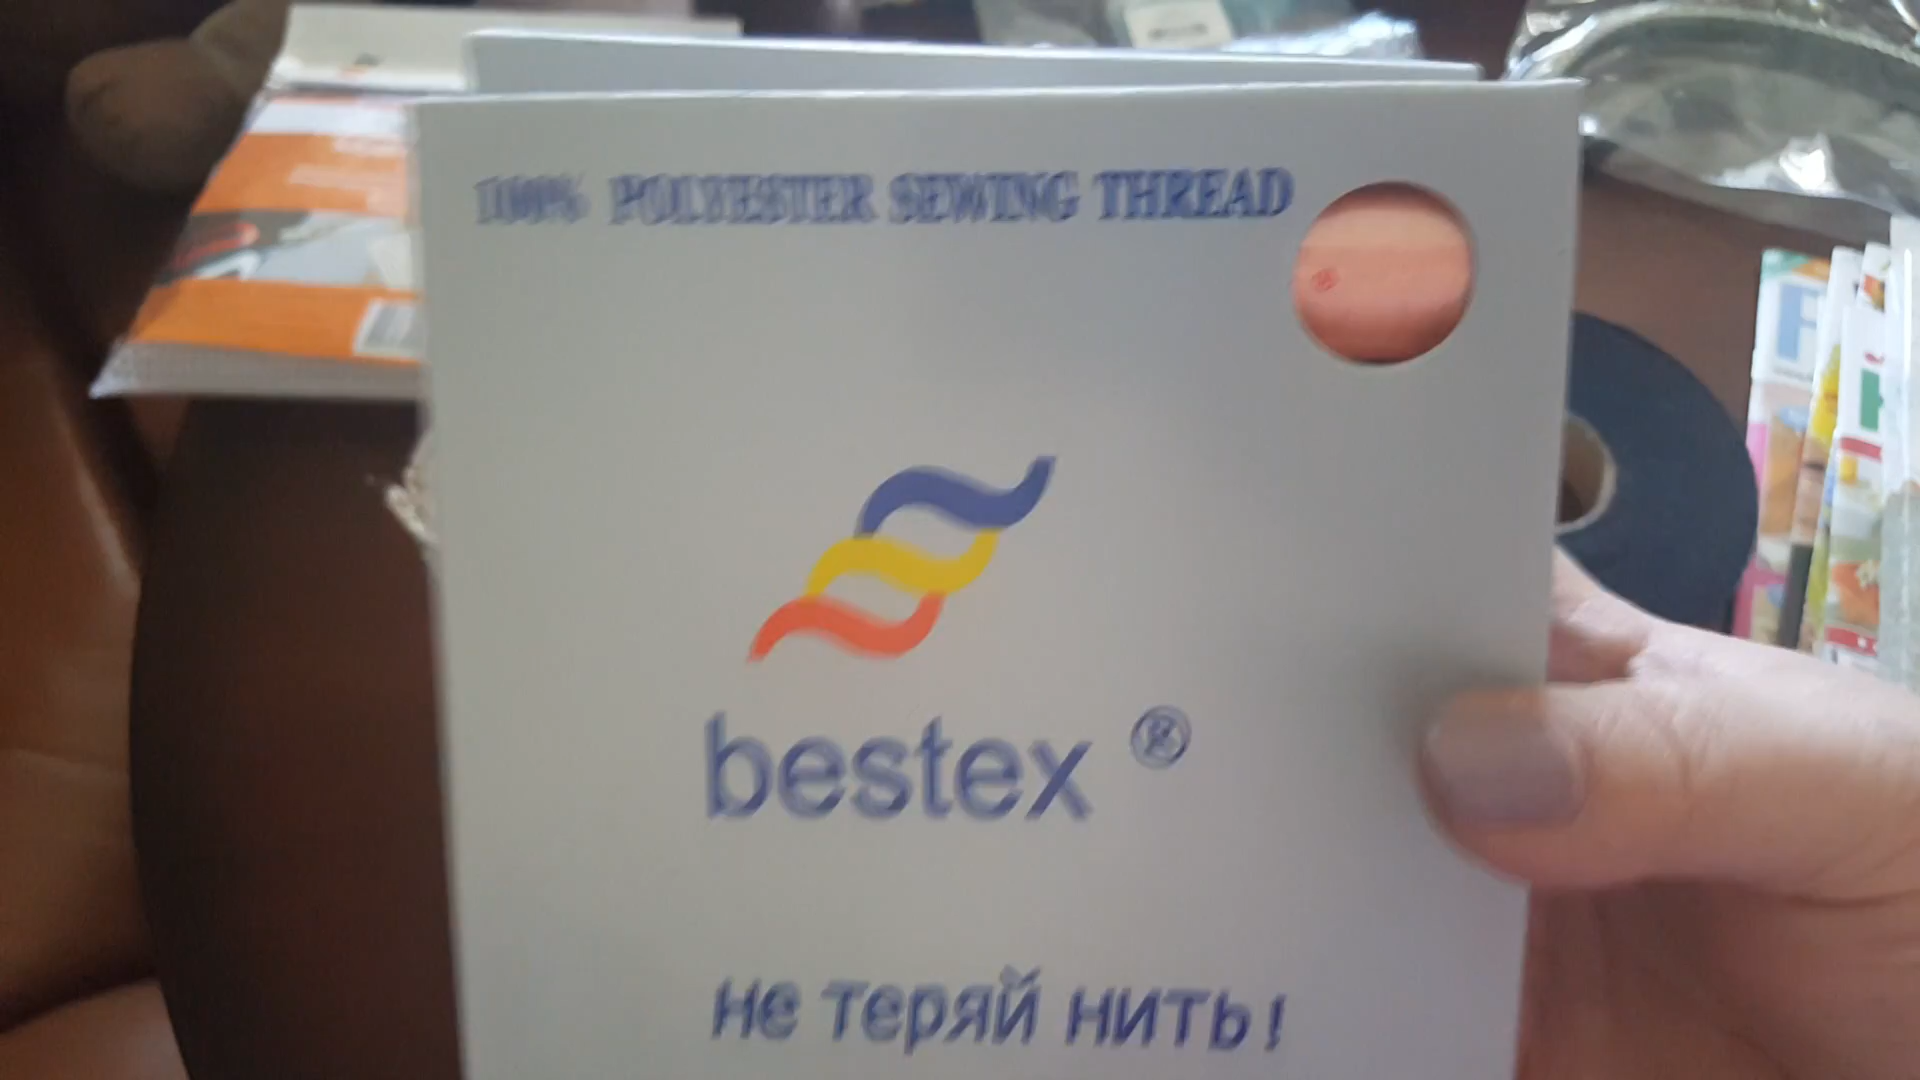 100% POLYESTER SEWING THREAD
bestex ®
не теряй нить!